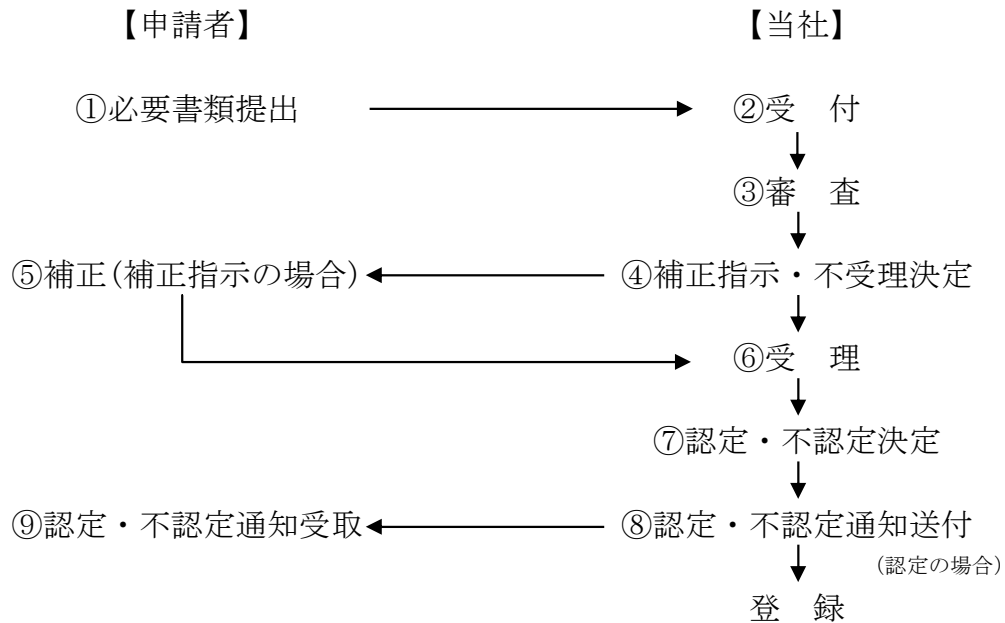 【申請者】 【当社】
①必要書類提出 ②受　付
③審　査
⑤補正(補正指示の場合) ④補正指示・不受理決定
⑥受　理
⑦認定・不認定決定
⑨認定・不認定通知受取 ⑧認定・不認定通知送付
(認定の場合)
登　録